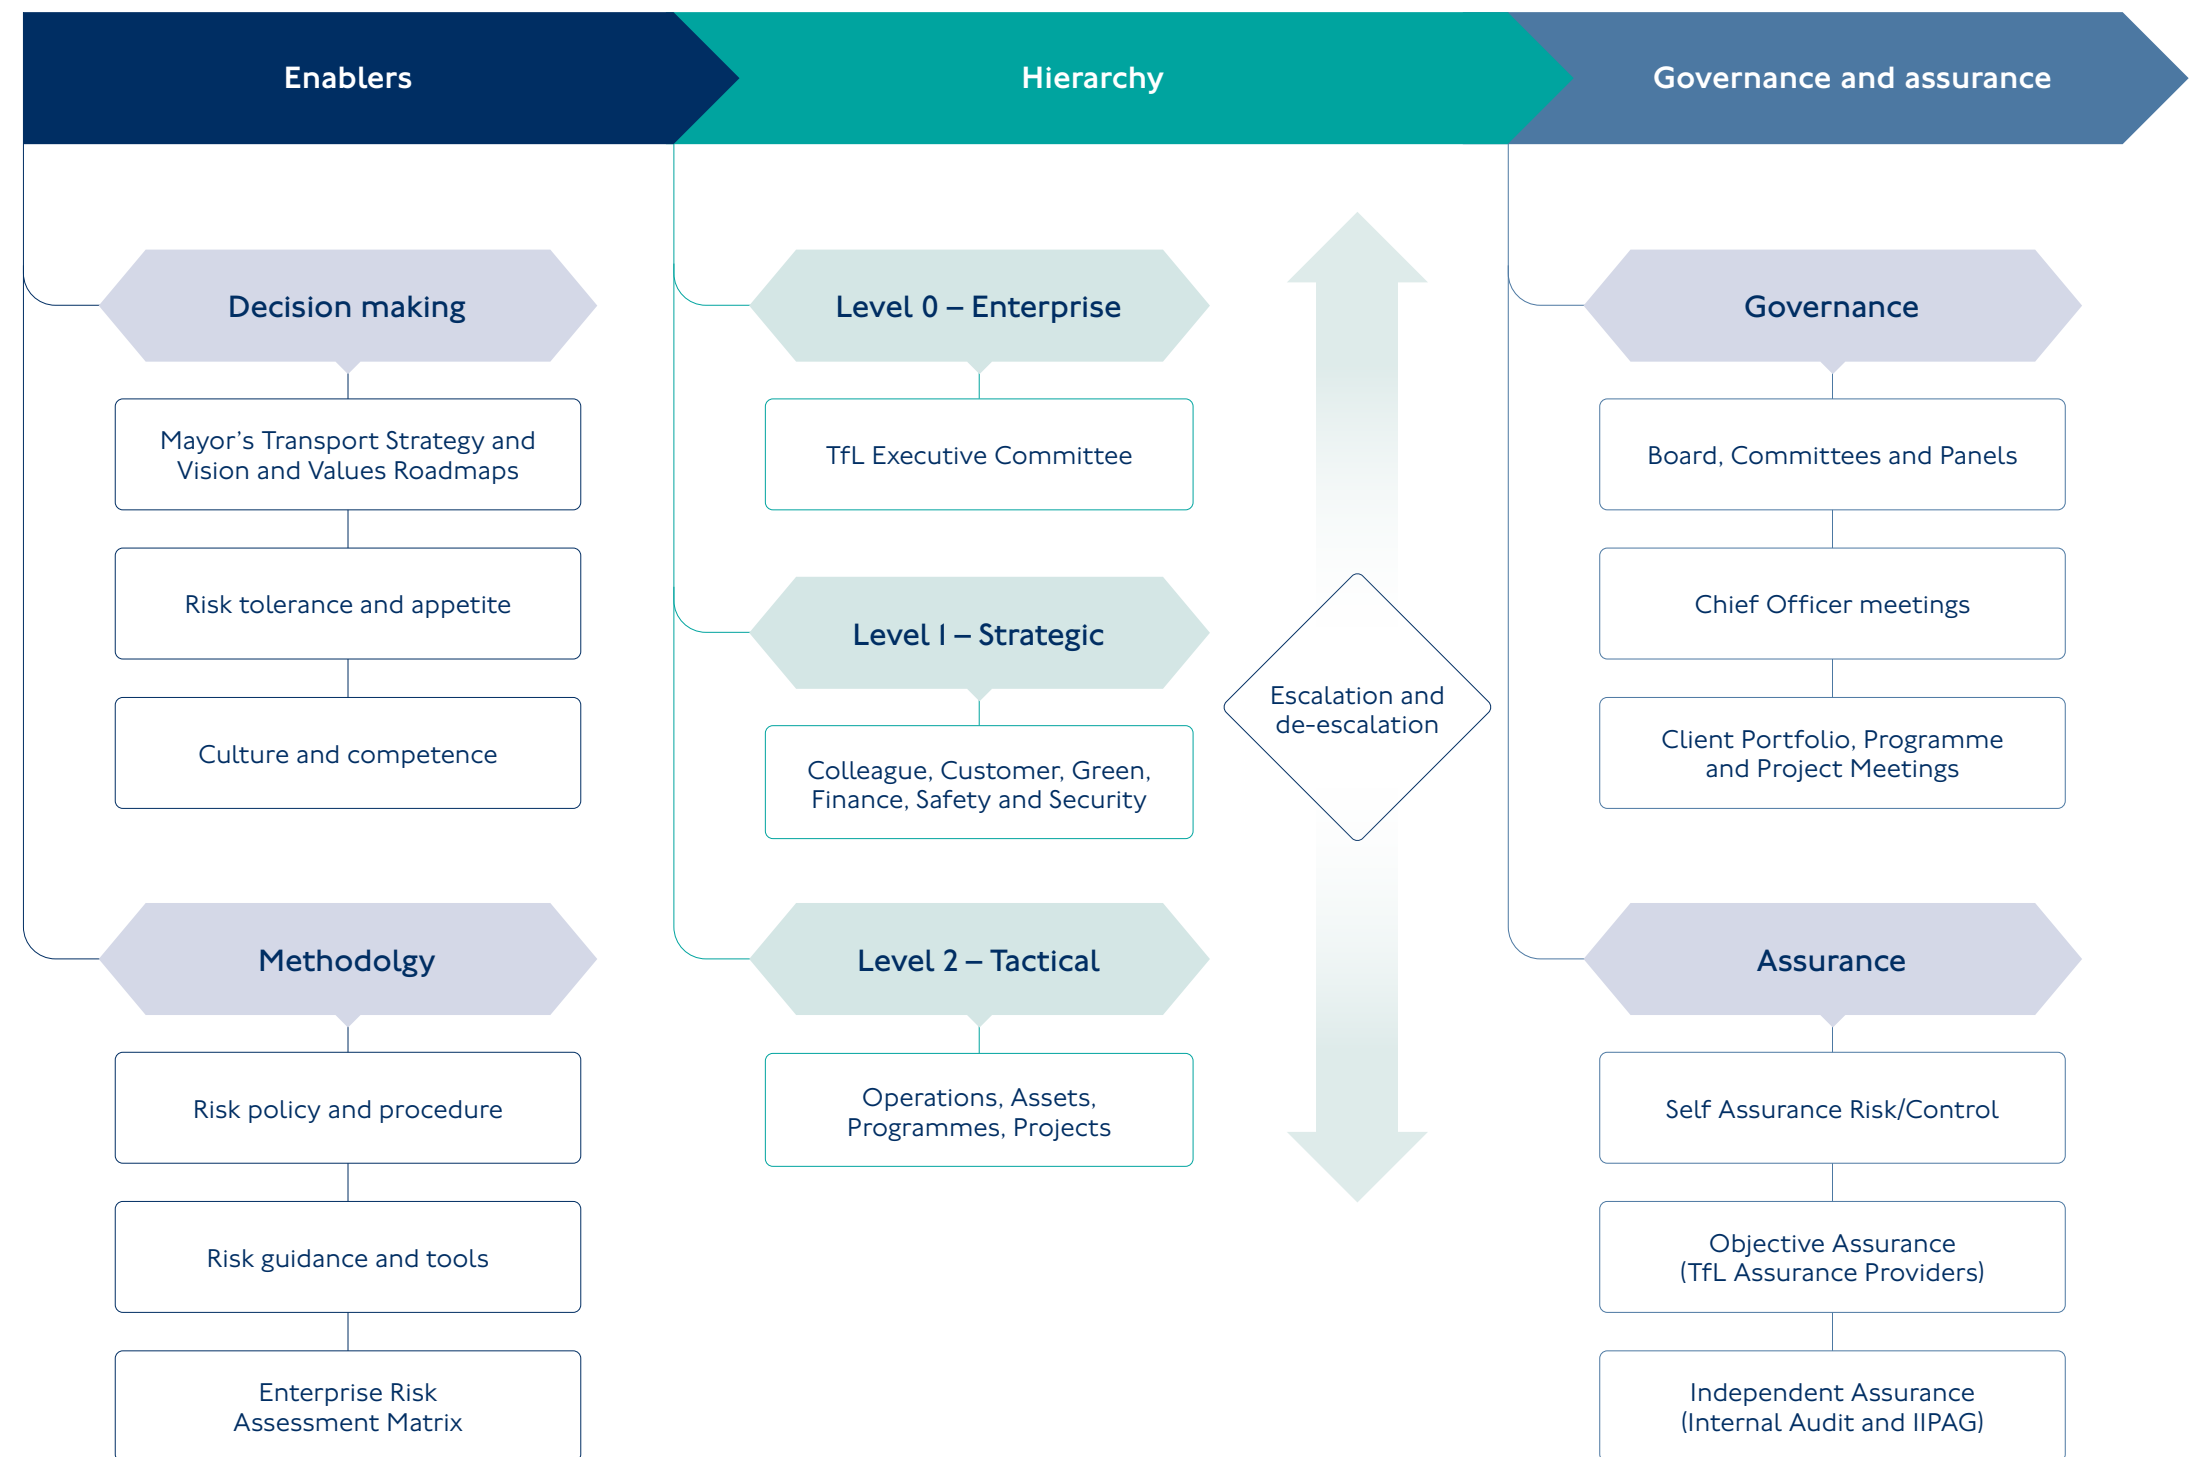 Enablers
Hierarchy
Governance and assurance
Decision making
Mayor’s Transport Strategy and
Vision and Values Roadmaps
Risk tolerance and appetite
Culture and competence
Methodolgy
Risk policy and procedure
Risk guidance and tools
Enterprise Risk
Assessment Matrix
Level 0 – Enterprise
TfL Executive Committee
Level 1 – Strategic
Colleague, Customer, Green,
Finance, Safety and Security
Level 2 – Tactical
Operations, Assets,
Programmes, Projects
Escalation and
de-escalation
Governance
Board, Committees and Panels
Chief Officer meetings
Client Portfolio, Programme
and Project Meetings
Assurance
Self Assurance Risk/Control
Objective Assurance
(TfL Assurance Providers)
Independent Assurance
(Internal Audit and IIPAG)